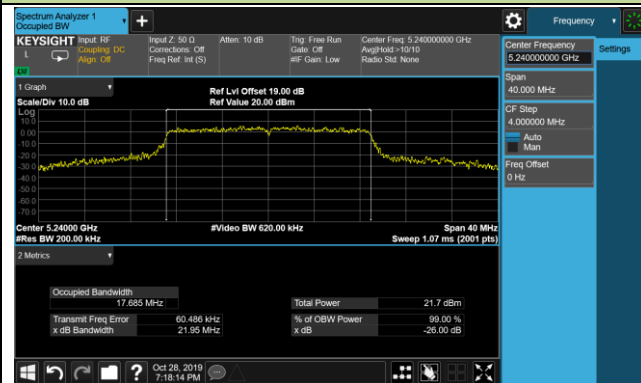 Spectrum Analyzer 1
Occupied BW
+
Frequency
KEYSIGHT
Input: RF
Coupling: DC
Align: Off
Input Z: 50 Ω
Corrections: Off
Freq Ref: Int (S)
Atten: 10 dB
Trig: Free Run
Gate: Off
#IF Gain: Low
Center Freq: 5.240000000 GHz
Avg|Hold:>10/10
Radio Std: None
L
Center Frequency
5.240000000 GHz
Settings
Span
40.000 MHz
CF Step
4.000000 MHz
Auto
Man
Freq Offset
0 Hz
1 Graph
Scale/Div 10.0 dB
Ref Lvl Offset 19.00 dB
Ref Value 20.00 dBm
Log
10.0
0.00
-10.0
-20.0
-30.0
-40.0
-50.0
-60.0
-70.0
Center 5.24000 GHz
#Res BW 200.00 kHz
#Video BW 620.00 kHz
Span 40 MHz
Sweep 1.07 ms (2001 pts)
2 Metrics
Occupied Bandwidth
17.685 MHz
Total Power 21.7 dBm
Transmit Freq Error 60.486 kHz
% of OBW Power 99.00 %
x dB Bandwidth 21.95 MHz
x dB -26.00 dB
?
Oct 28, 2019
7:18:14 PM